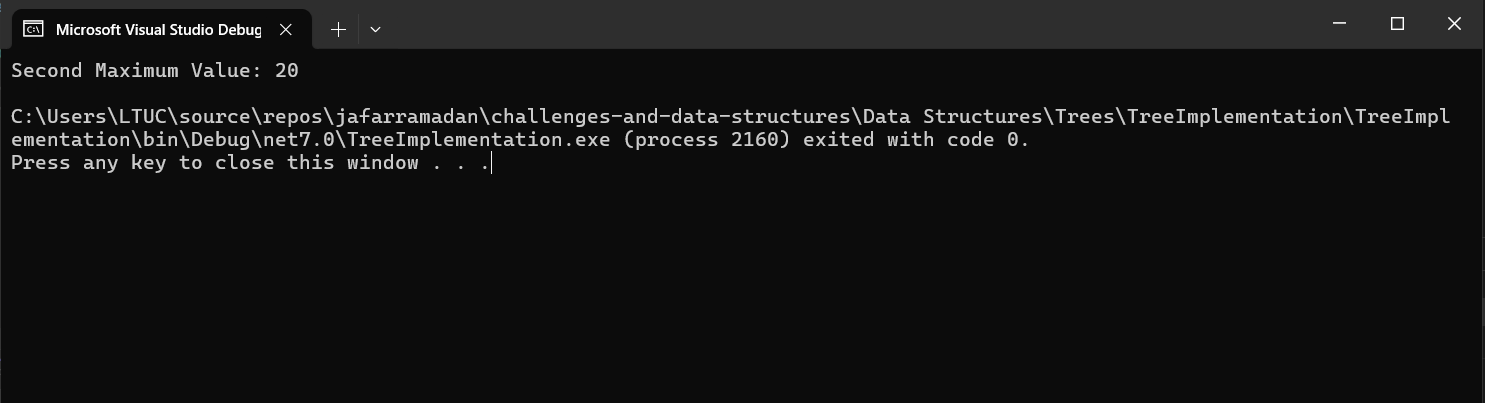 Microsoft Visual Studio Debug
Second Maximum Value: 20
C:\Users\LTUC\source\repos\jafarramadan\challenges-and-data-structures\Data Structures\Trees\TreeImplementation\TreeImpl
ementation\bin\Debug\net7.0\TreeImplementation.exe (process 2160) exited with code 0.
Press any key to close this window . . .